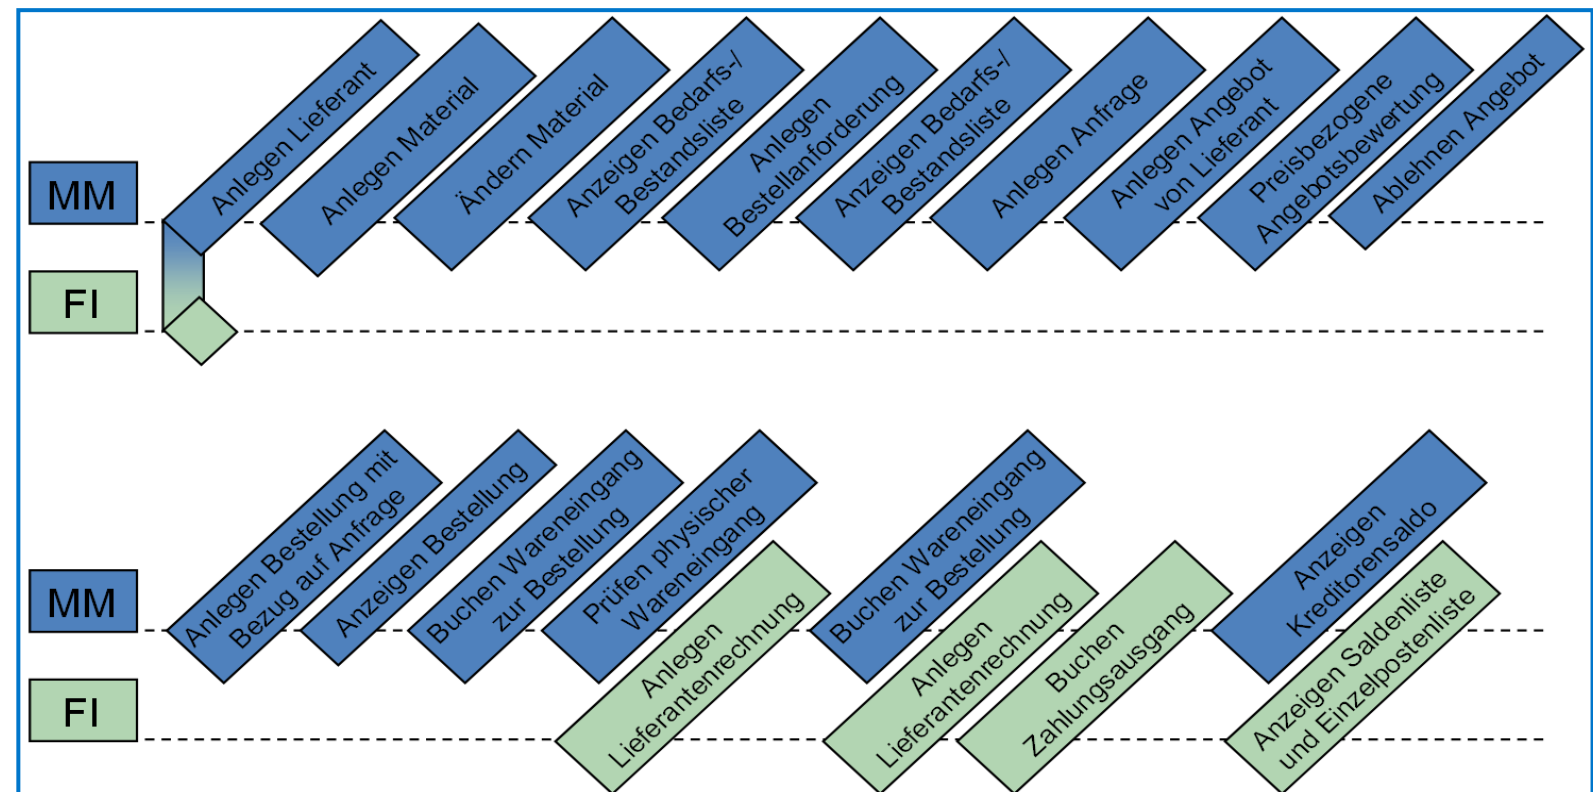 MM
Anlegen Lieferant
Anlegen Material
Ändern Material
Anzeigen Bedarfs-/
Bestandsliste
Anlegen
Bestellanforderung
Anzeigen Bedarfs-/
Bestandsliste
Anlegen Anfrage
Anlegen Angebot
von Lieferant
Preisbezogene
Angebotsbewertung
Ablehnen Angebot
FI
MM
Anlegen Bestellung mit
Bezug auf Anfrage
Anzeigen Bestellung
Buchen Wareneingang
zur Bestellung
Prüfen physischer
Wareneingang
Buchen Wareneingang
zur Bestellung
Anzeigen
Kreditorensaldo
FI
Anlegen
Lieferantenrechnung
Anlegen
Lieferantenrechnung
Buchen
Zahlungsausgang
Anzeigen Saldenliste
und Einzelpostenliste